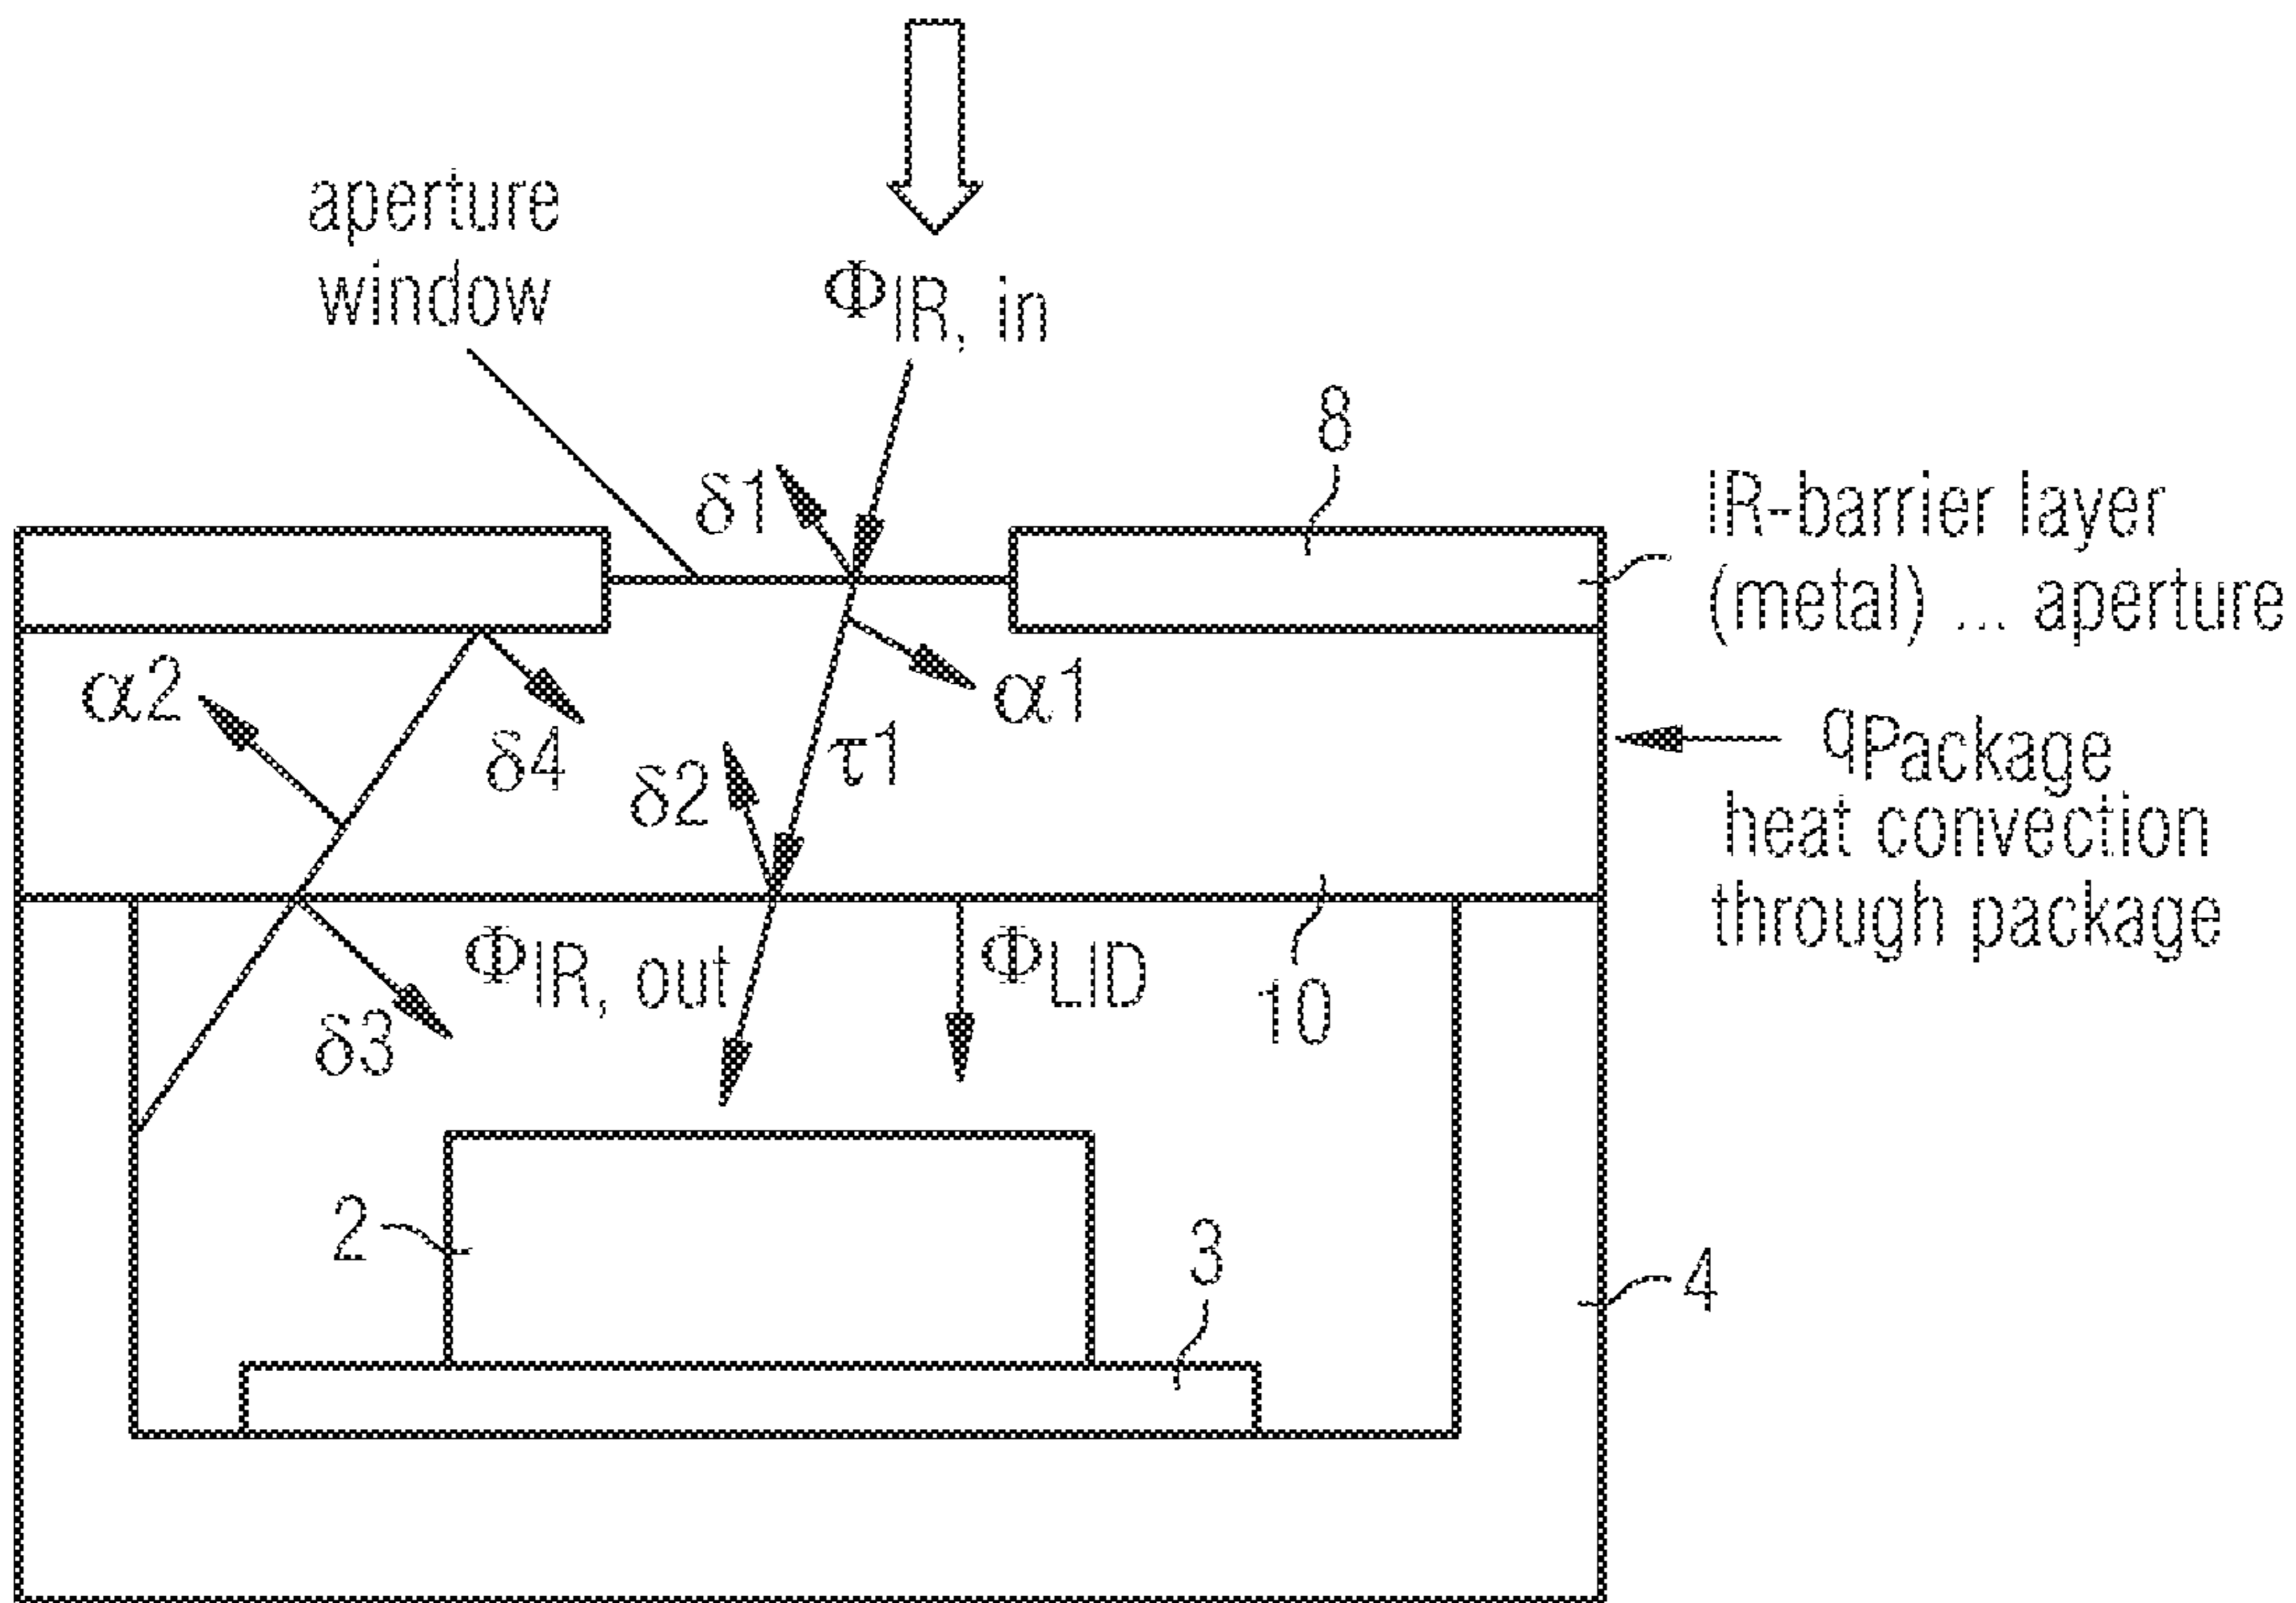 aperture
window
ΦIR, in
8
IR-barrier layer
(metal) ... aperture
δ1
α2
α1
δ4
τ1
δ2
qPackage
heat convection
through package
ΦIR, out
ΦLID
10
δ3
2
3
4